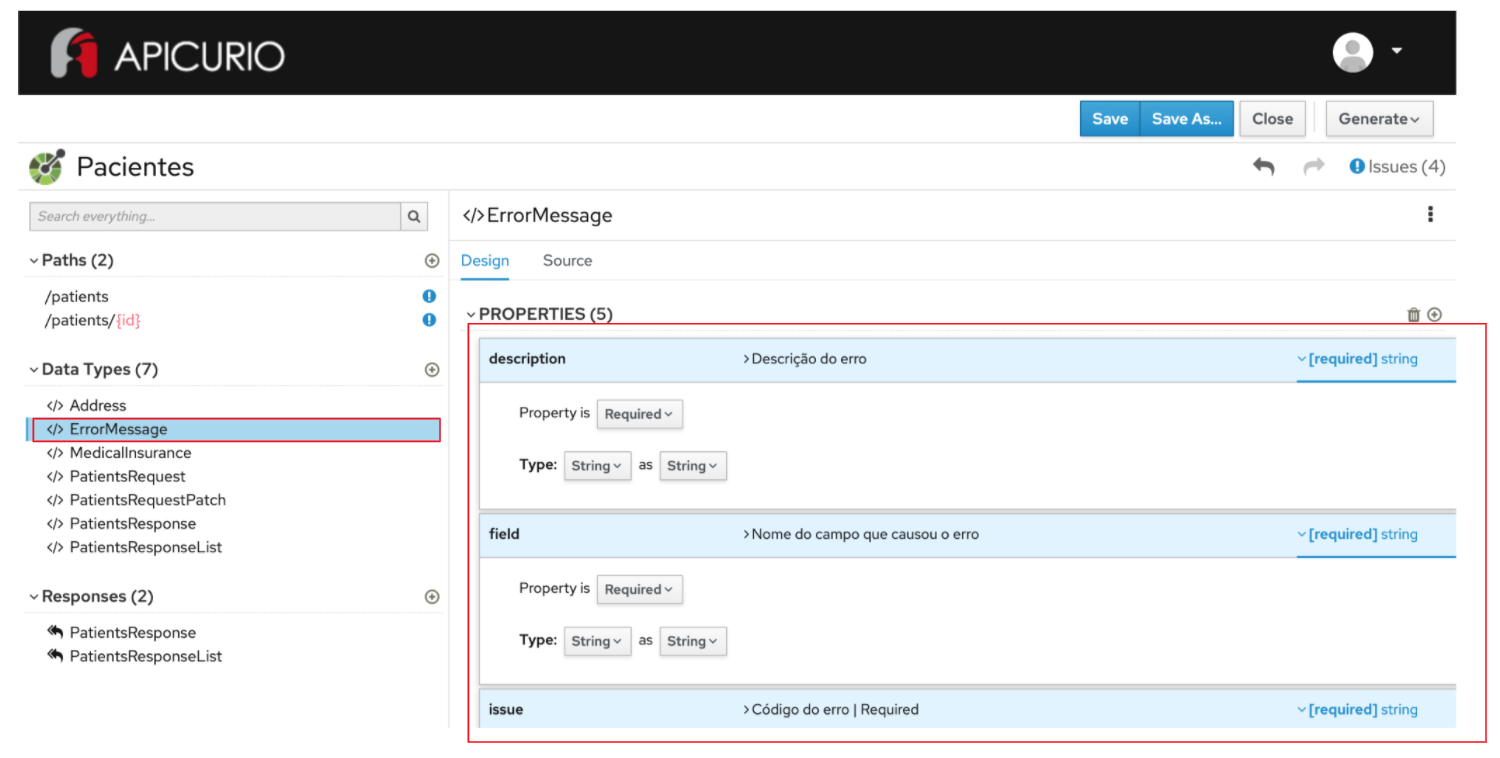 APICURIO
Save Save As... Close Generate
Pacientes
Issues (4)
Search everything...
Paths (2)
/patients
/patients/{id}
Data Types (7)
</> Address
</> ErrorMessage
</> MedicalInsurance
</> PatientsRequest
</> PatientsRequestPatch
</> PatientsResponse
</> PatientsResponseList
Responses (2)
PatientsResponse
PatientsResponseList
</>ErrorMessage
Design Source
PROPERTIES (5)
description >Descrição do erro [required] string
Property is Required
Type: String as String
field >Nome do campo que causou o erro [required] string
Property is Required
Type: String as String
issue >Código do erro | Required [required] string